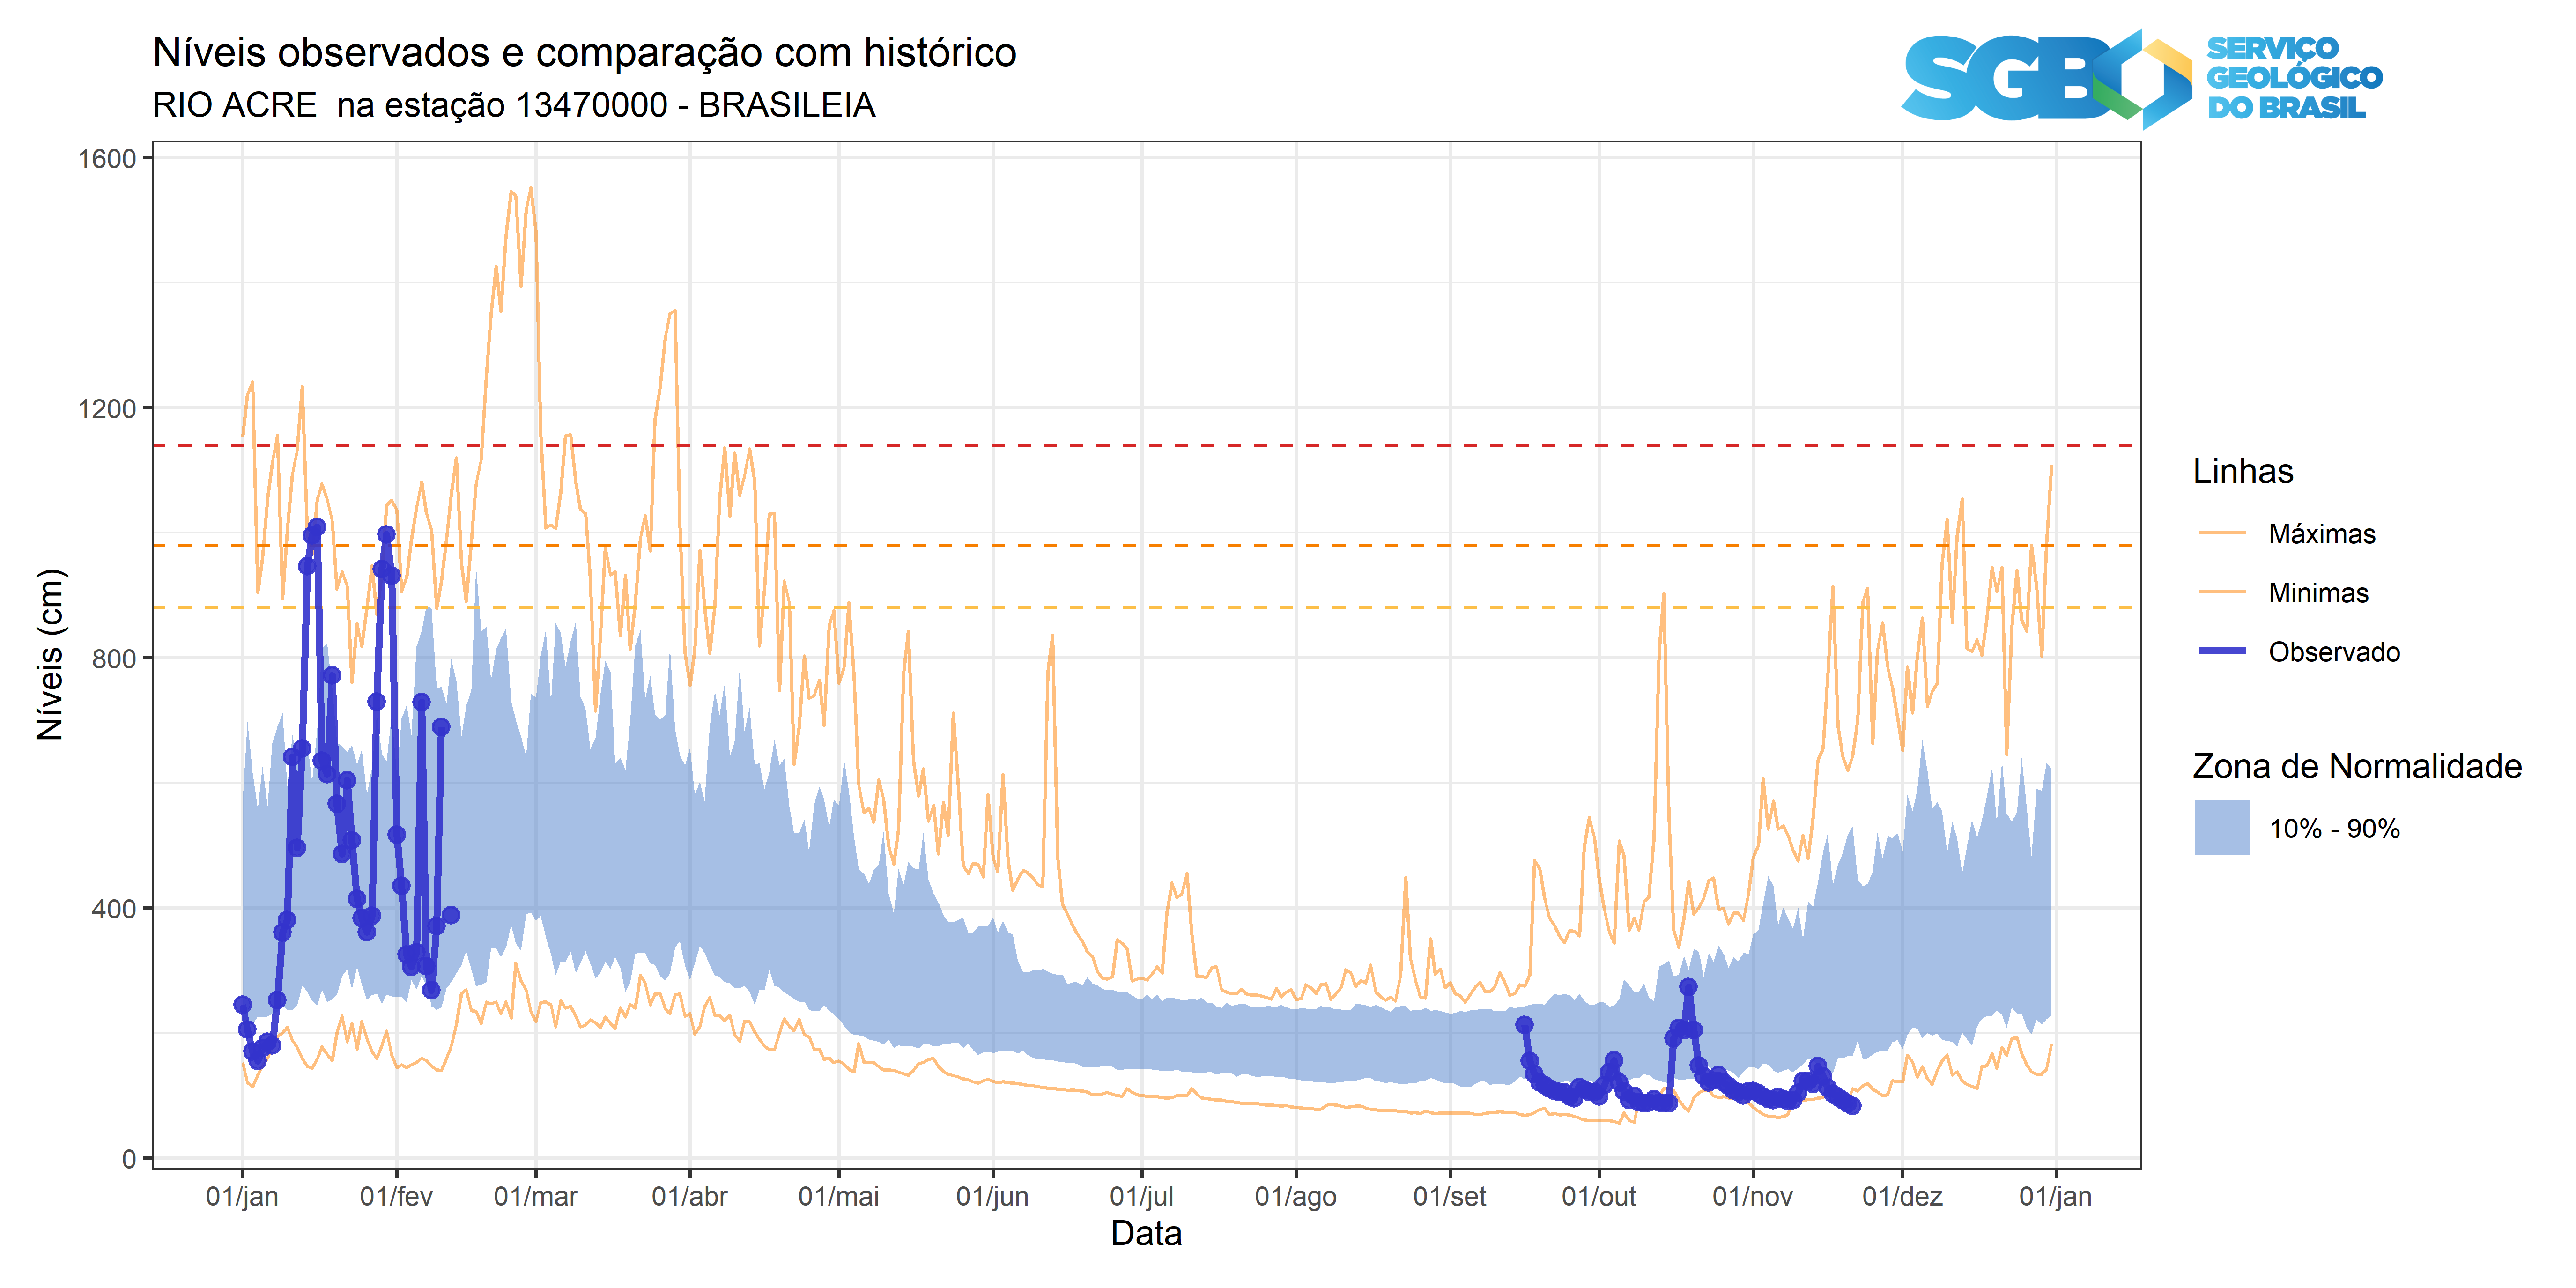 Níveis observados e comparação com histórico
RIO ACRE  na estação 13470000 - BRASILEIA
SGB
SERVIÇO
GEOLÓGICO
DO BRASIL
Níveis (cm)
1600
1200
800
400
0
01/jan
01/fev
01/mar
01/abr
01/mai
01/jun
01/jul
01/ago
01/set
01/out
01/nov
01/dez
01/jan
Data
Linhas
Máximas
Minimas
Observado
Zona de Normalidade
10% - 90%